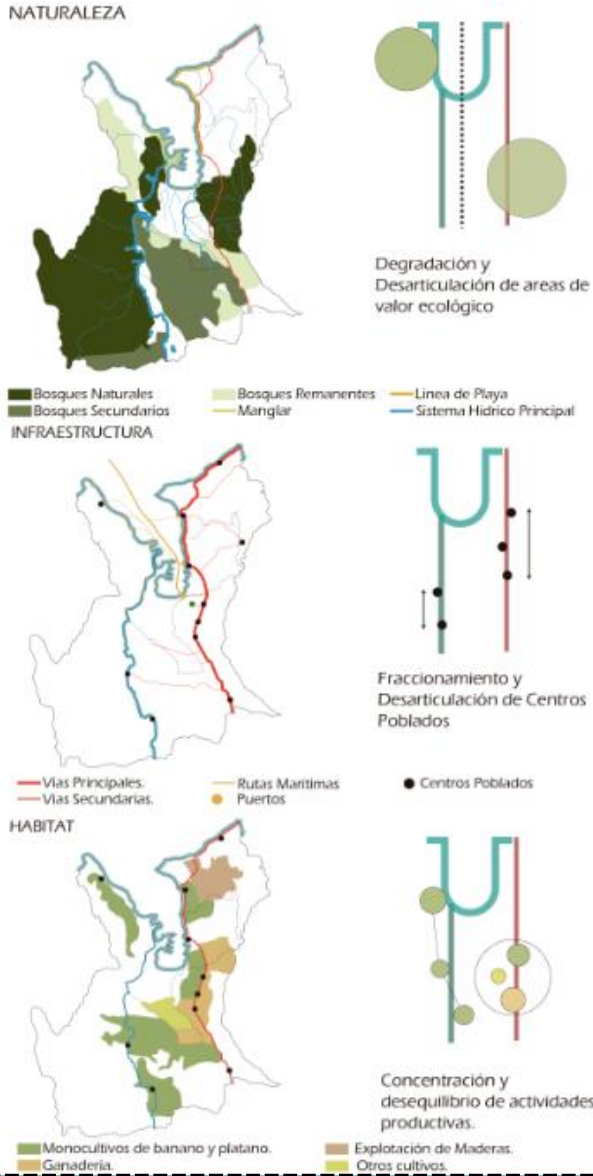 NATURALEZA
Degradación y
Desarticulación de areas de
valor ecológico
Bosques Naturales
Bosques Remanentes
Linea de Playa
Bosques Secundarios
Manglar
Sistema Hidrico Principal
INFRAESTRUCTURA
Fraccionamiento y
Desarticulación de Centros
Poblados
Vias Principales.
Rutas Maritimas
Centros Poblados
Vias Secundarias.
Puertos
HABITAT
Concentración y
desequilibrio de actividades
productivas.
Monocultivos de banano y platano.
Explotación de Maderas.
Ganaderia.
Otros cultivos.